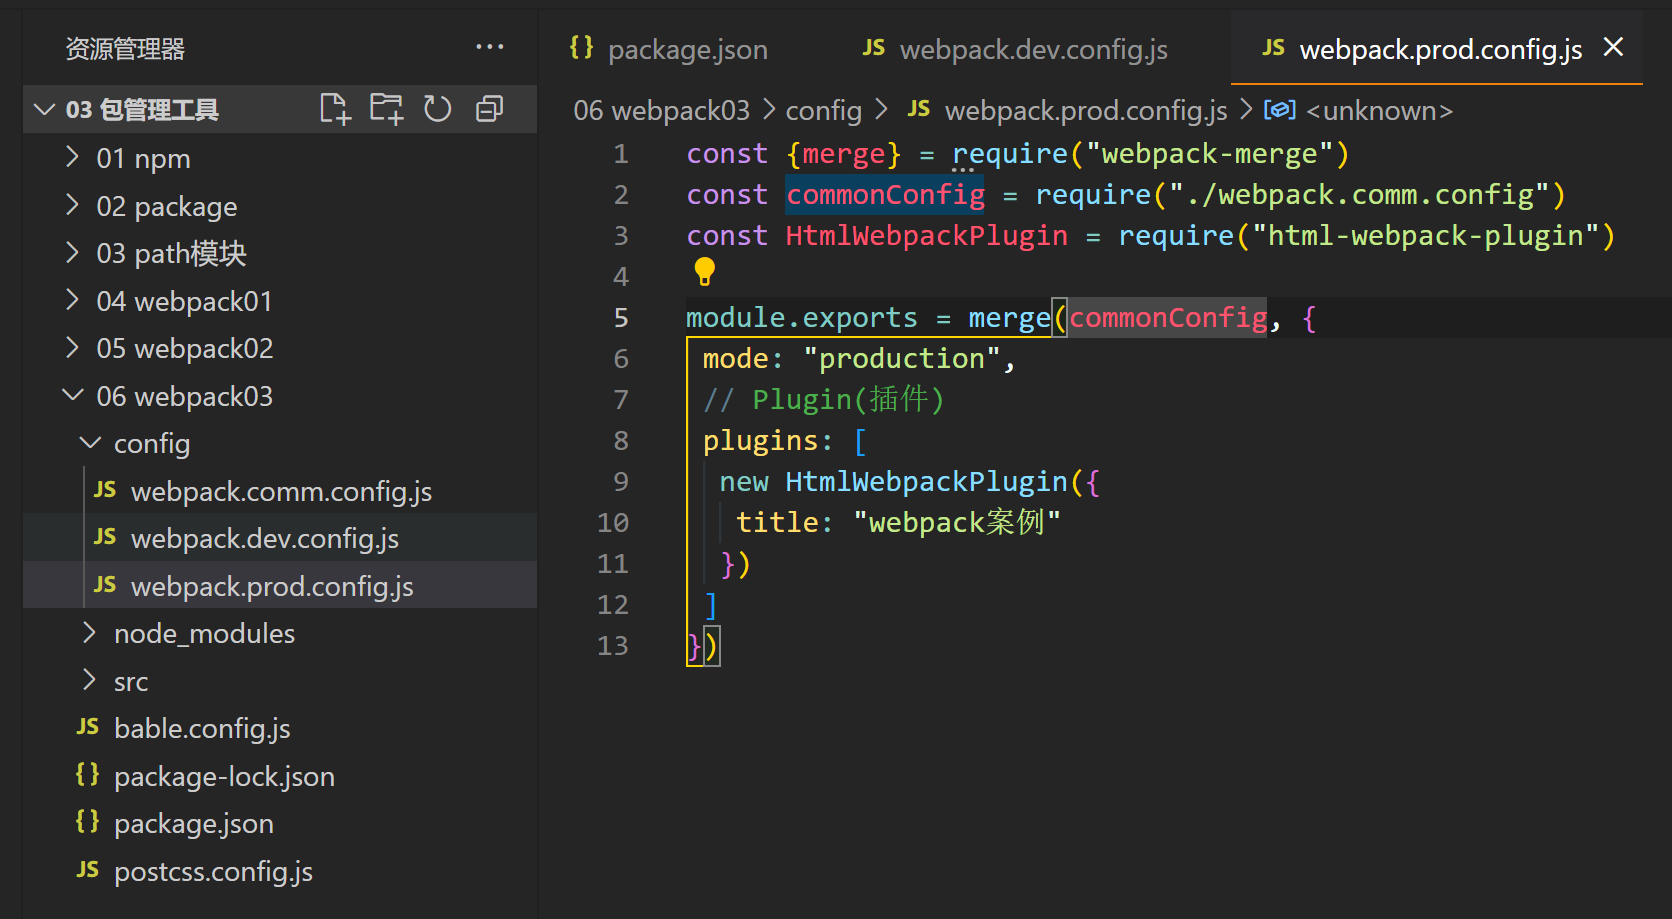 资源管理器 ···
03 包管理工具
01 npm
02 package
03 path模块
04 webpack01
05 webpack02
06 webpack03
config
JS webpack.comm.config.js
JS webpack.dev.config.js
JS webpack.prod.config.js
node_modules
src
JS bable.config.js
{} package-lock.json
{} package.json
JS postcss.config.js
{} package.json JS webpack.dev.config.js JS webpack.prod.config.js ×
06 webpack03 > config > JS webpack.prod.config.js > <unknown>
1 const {merge} = require("webpack-merge")
2 const commonConfig = require("./webpack.comm.config")
3 const HtmlWebpackPlugin = require("html-webpack-plugin")
4
5 module.exports = merge(commonConfig, {
6 mode: "production",
7 // Plugin(插件)
8 plugins: [
9 new HtmlWebpackPlugin({
10 title: "webpack案例"
11 })
12 ]
13 })